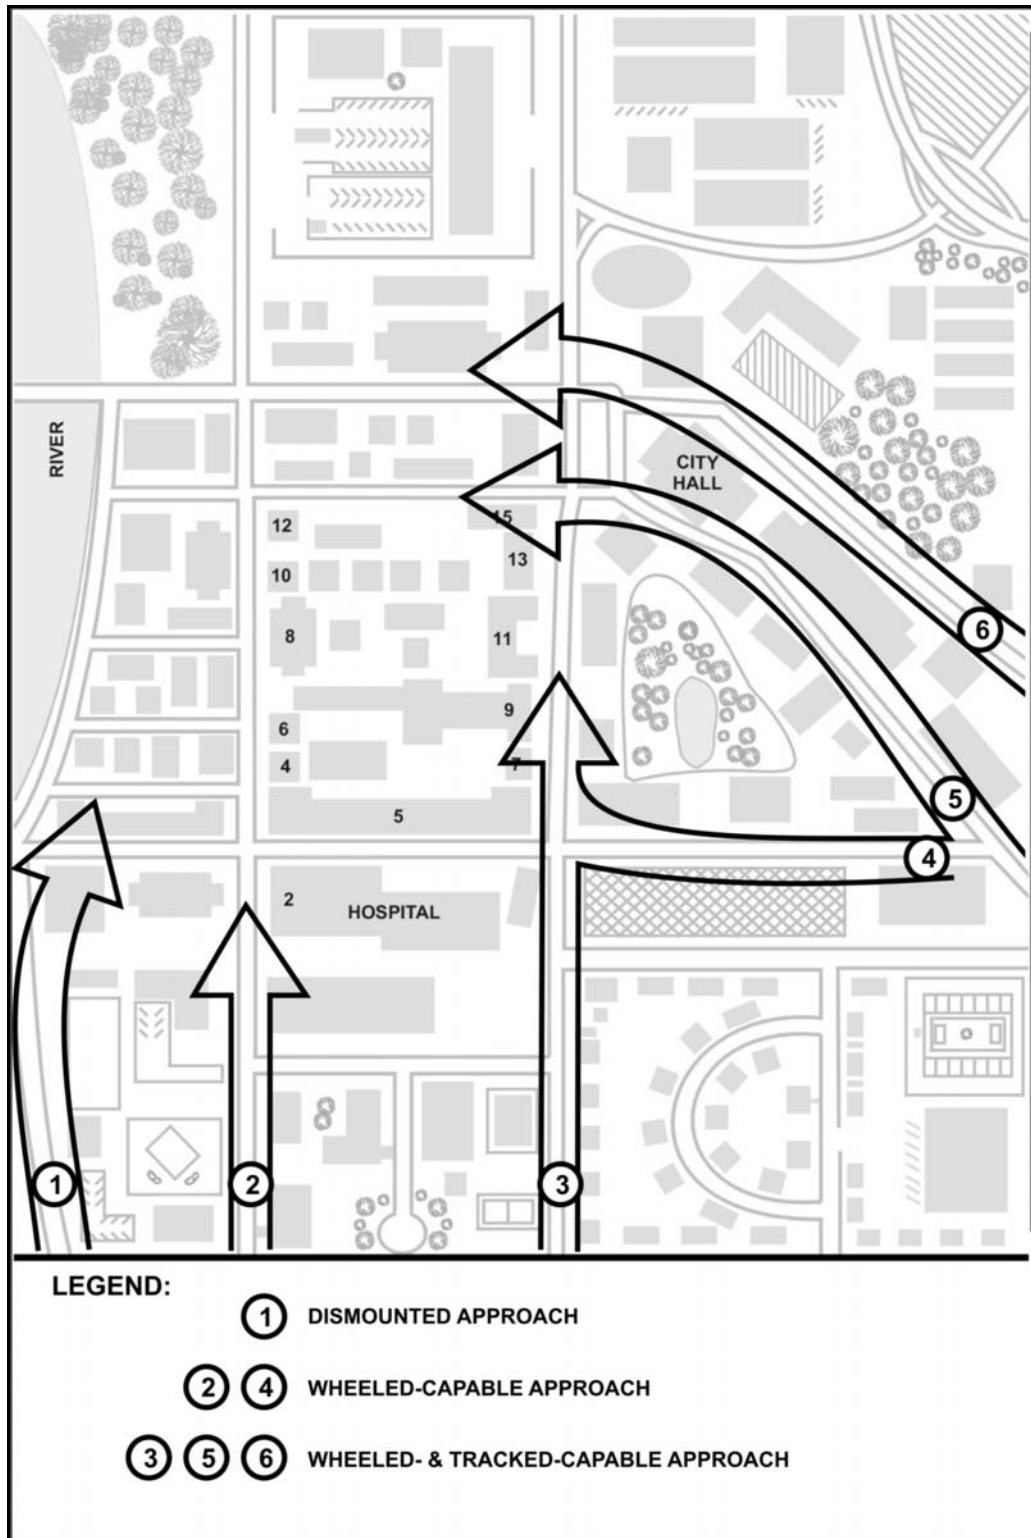 RIVER
CITY
HALL
12
15
10
13
8
11
6
9
4
7
5
2
HOSPITAL
6
5
4
1
2
3
LEGEND:
1 DISMOUNTED APPROACH
2 4 WHEELED-CAPABLE APPROACH
3 5 6 WHEELED- & TRACKED-CAPABLE APPROACH